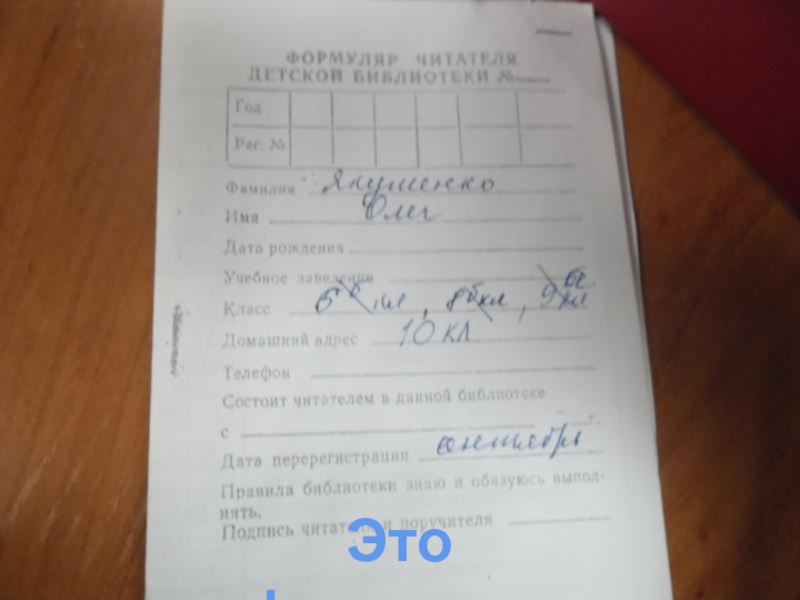 ФОРМУЛЯР ЧИТАТЕЛЯ
ДЕТСКОЙ БИБЛИОТЕКИ №
Год
Рег. №
Фамилия Якушенко
Имя Олег
Дата рождения
Учебное заведение
Класс кл, 8 кл, 9 кл
Домашний адрес 10 кл
Телефон
Состоит читателем в данной библиотеке
с г.
Дата перерегистрации сентябрь
Правила библиотеки знаю и обязуюсь выпол-
нять.
Подпись читателя и поручителя
Это